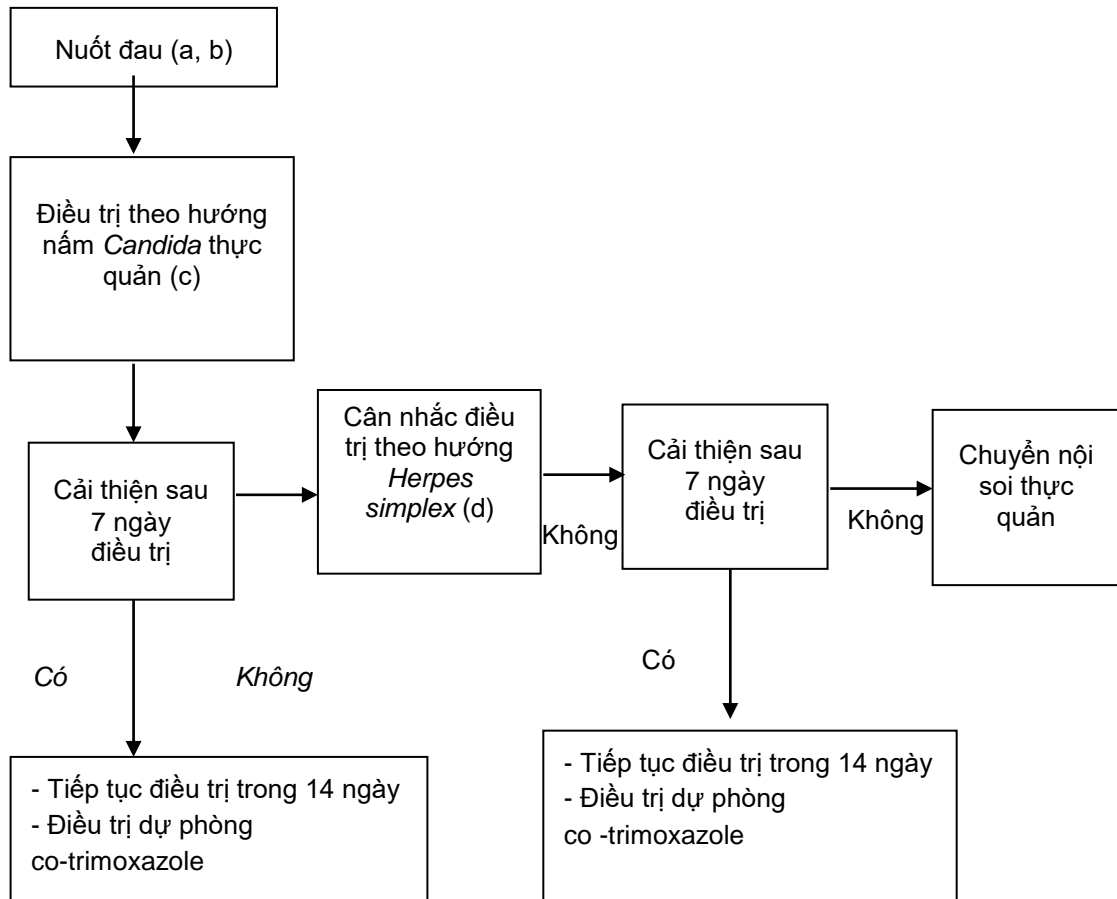 Nuốt đau (a, b)
Điều trị theo hướng
nấm Candida thực
quản (c)
Cải thiện sau
7 ngày
điều trị
Cân nhắc điều
trị theo hướng
Herpes
simplex (d)
Không
Cải thiện sau
7 ngày
điều trị
Không
Chuyển nội
soi thực
quản
Có
Không
Có
- Tiếp tục điều trị trong 14 ngày
- Điều trị dự phòng
co-trimoxazole
- Tiếp tục điều trị trong 14 ngày
- Điều trị dự phòng
co -trimoxazole